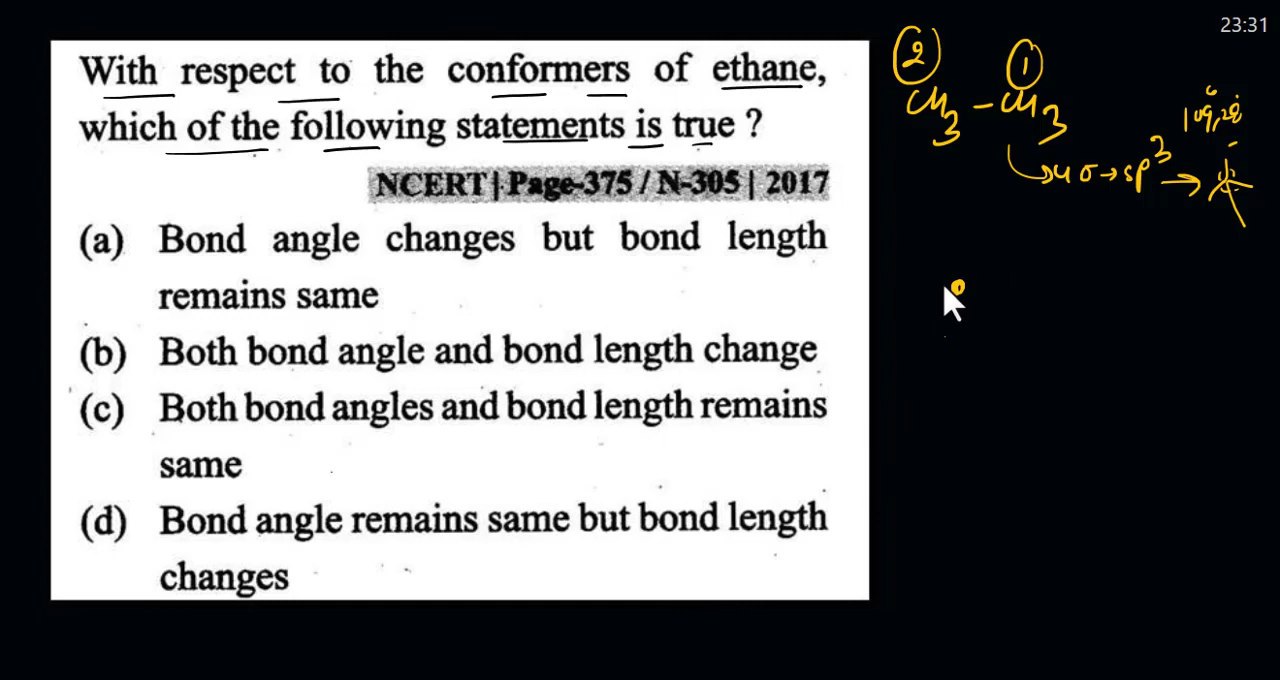 23:31
With respect to the conformers of ethane,
which of the following statements is true ?
NCERT | Page-375 / N-305 | 2017
(a) Bond angle changes but bond length
remains same
(b) Both bond angle and bond length change
(c) Both bond angles and bond length remains
same
(d) Bond angle remains same but bond length
changes
2 1
CH3 - CH3
109,28
4σ → sp3 →